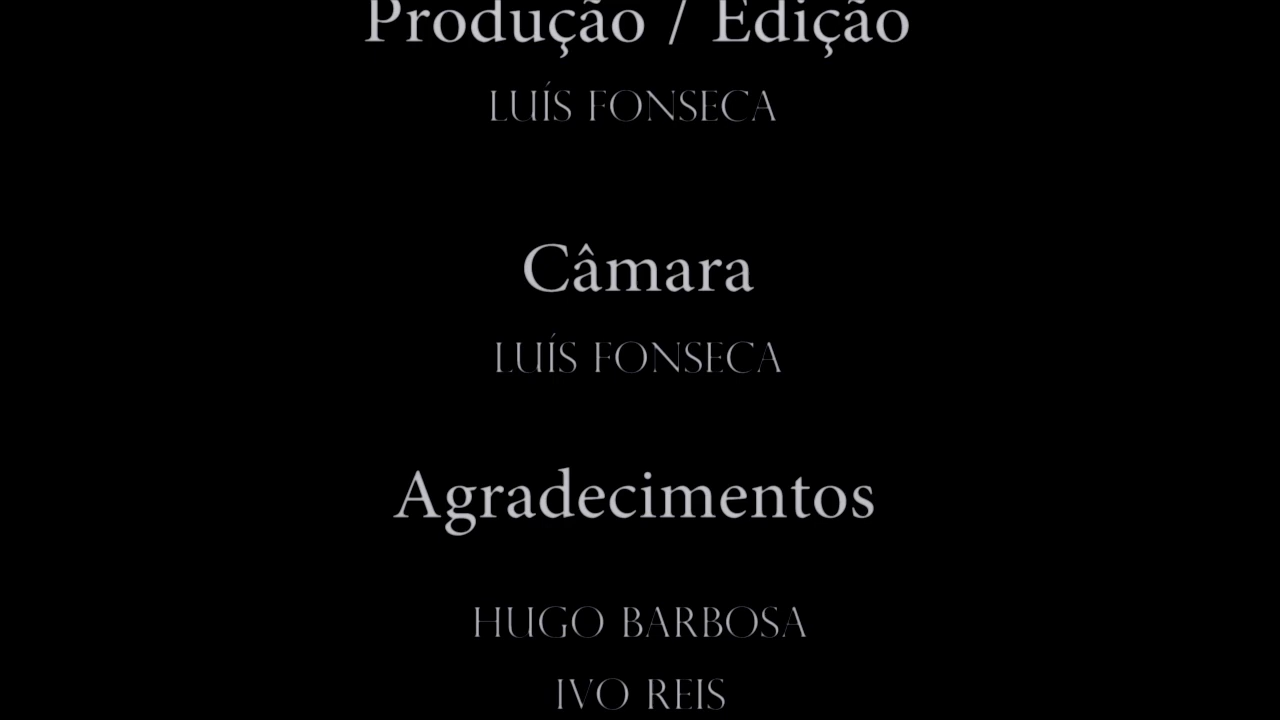 Produção / Edição
LUÍS FONSECA
Câmara
LUÍS FONSECA
Agradecimentos
HUGO BARBOSA
IVO REIS